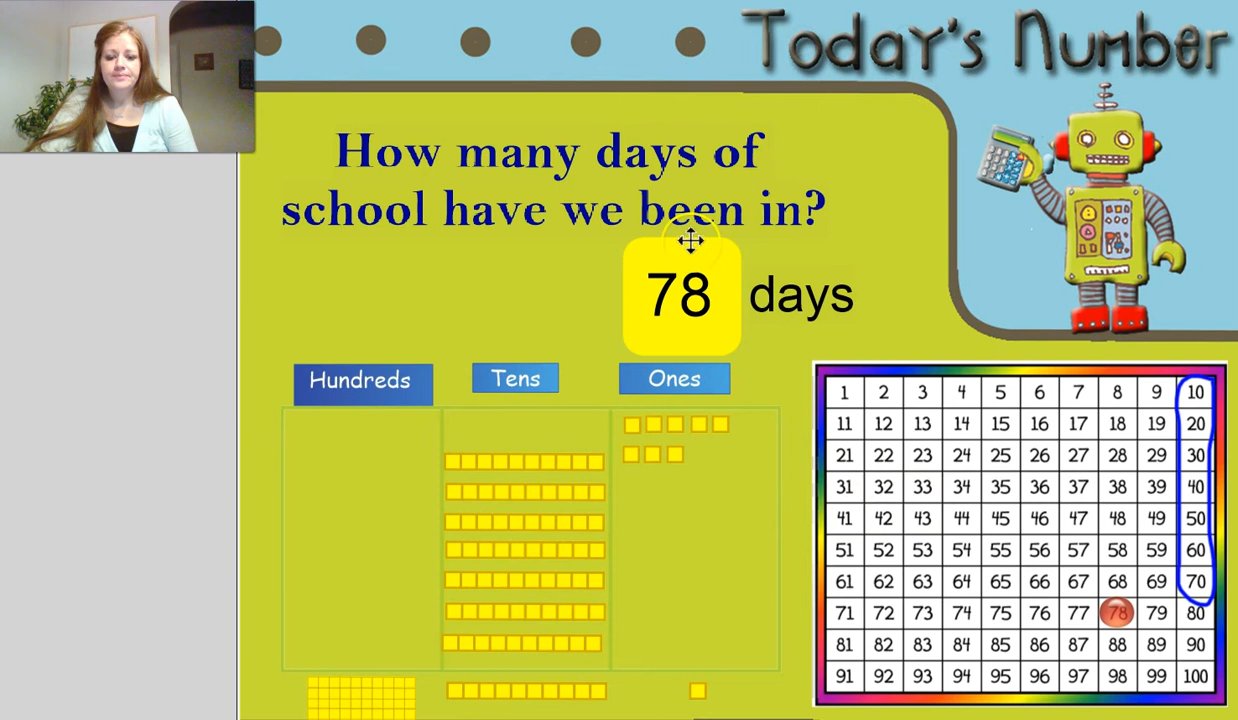 Today's Number
How many days of
school have we been in?
78 days
Hundreds Tens Ones
1 2 3 4 5 6 7 8 9 10
11 12 13 14 15 16 17 18 19 20
21 22 23 24 25 26 27 28 29 30
31 32 33 34 35 36 37 38 39 40
41 42 43 44 45 46 47 48 49 50
51 52 53 54 55 56 57 58 59 60
61 62 63 64 65 66 67 68 69 70
71 72 73 74 75 76 77 78 79 80
81 82 83 84 85 86 87 88 89 90
91 92 93 94 95 96 97 98 99 100